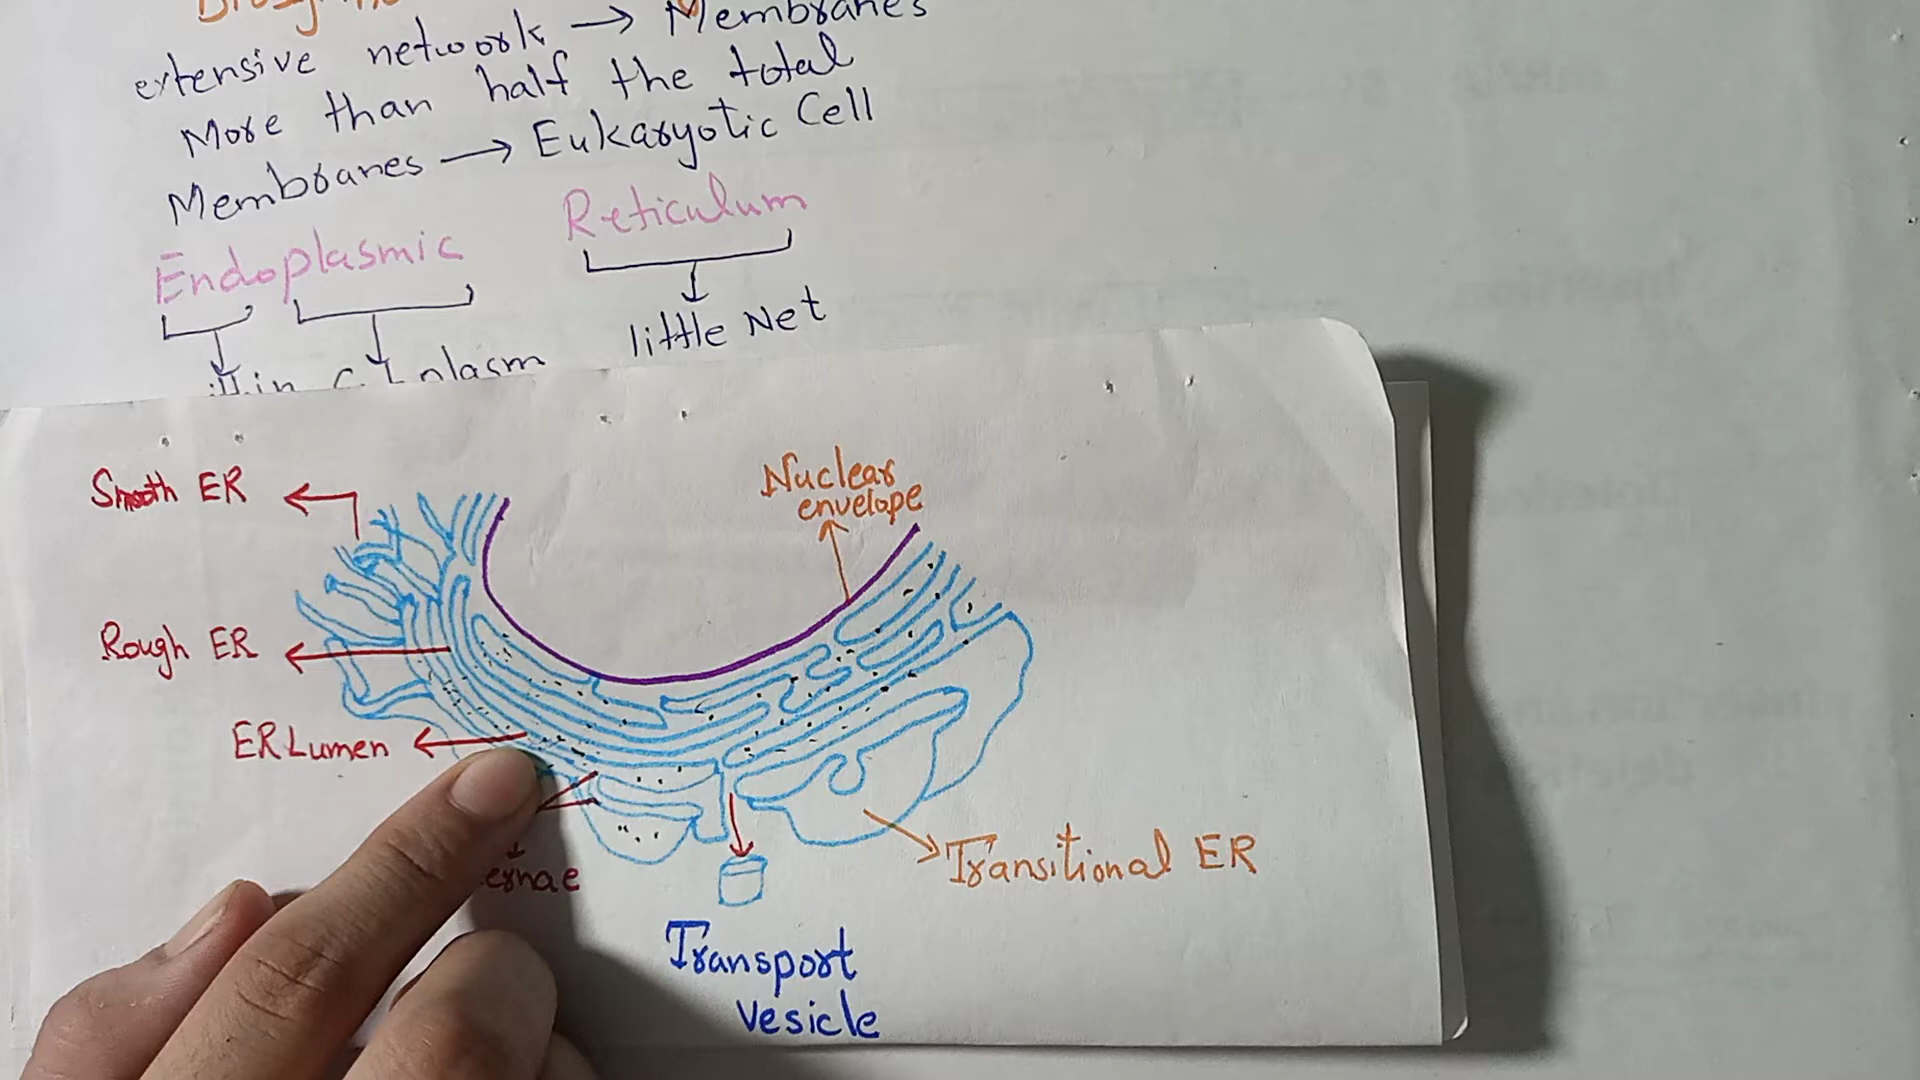 extensive network → Membranes
More than half the total
Membranes → Eukaryotic Cell
Endoplasmic Reticulum
little Net
Smooth ER
Nuclear
envelope
Rough ER
ER Lumen
Transitional ER
Transport
Vesicle